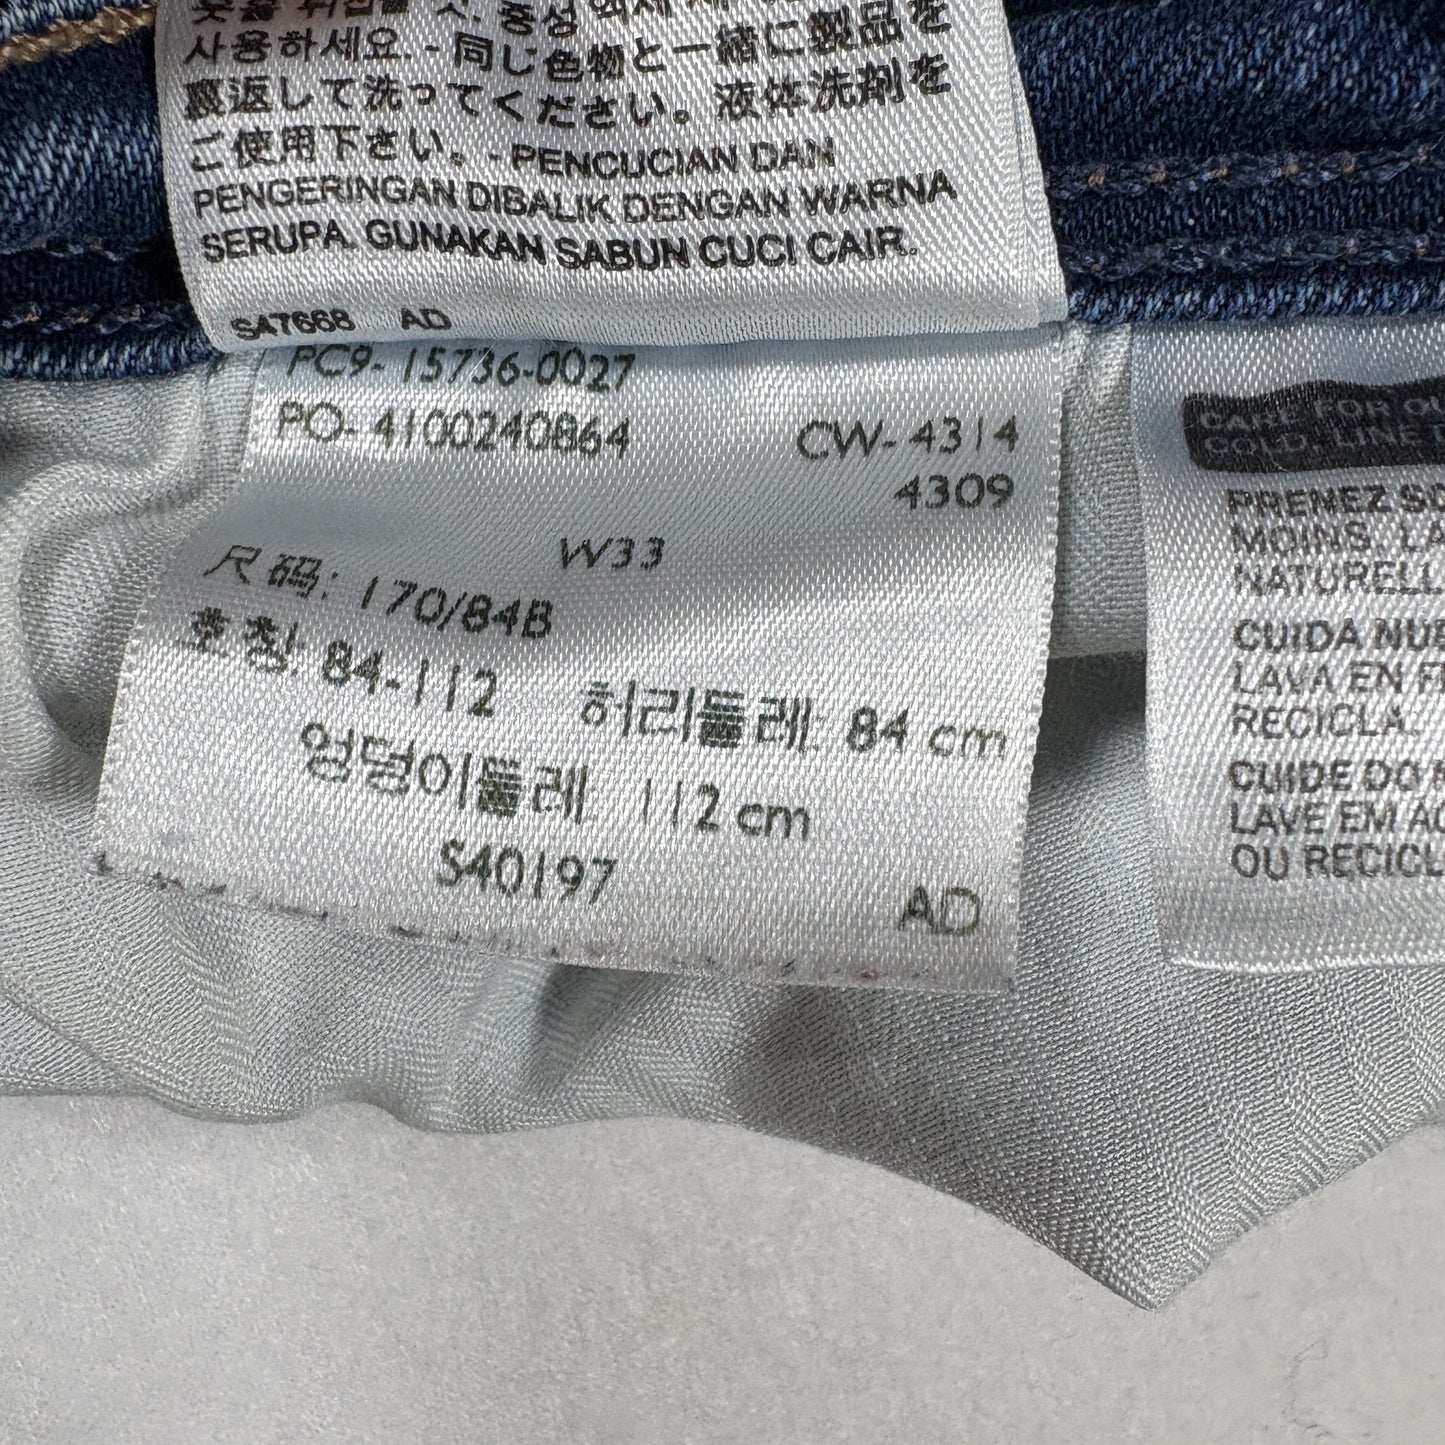 사용하세요. - 同じ色物と一緒に製品を
裏返して洗ってください。液体洗剤を
ご使用下さい。 - PENCUCIAN DAN
PENGERINGAN DIBALIK DENGAN WARNA
SERUPA. GUNAKAN SABUN CUCI CAIR.
S47668 AD
PC9-15736-0027
PO-4100240864 CW-4314
4309
W33
尺码: 170/84B
호칭: 84-112 허리둘레: 84 cm
엉덩이둘레 112 cm
S40197
AD
CARE FOR
COLD, LINE
PRENEZ
MOINS, 
NATURELL
CUIDA
LAVA EN
RECICLA.
CUIDE DO
LAVE EM
OU RECICL